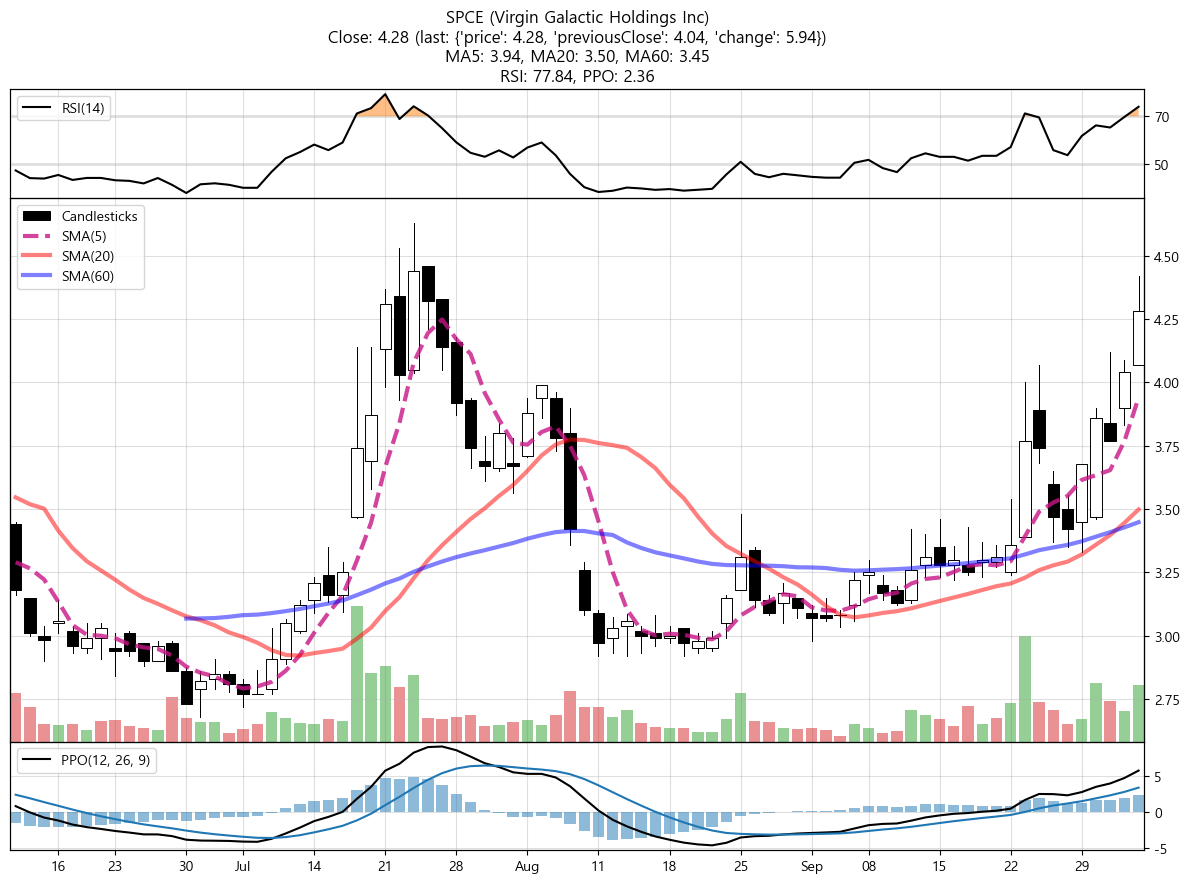 SPCE (Virgin Galactic Holdings Inc)
Close: 4.28 (last: {'price': 4.28, 'previousClose': 4.04, 'change': 5.94})
MA5: 3.94, MA20: 3.50, MA60: 3.45
RSI: 77.84, PPO: 2.36
RSI(14)
70
50
Candlesticks
SMA(5)
SMA(20)
SMA(60)
4.50
4.25
4.00
3.75
3.50
3.25
3.00
2.75
PPO(12, 26, 9)
5
0
-5
16 23 30 Jul 14 21 28 Aug 11 18 25 Sep 08 15 22 29